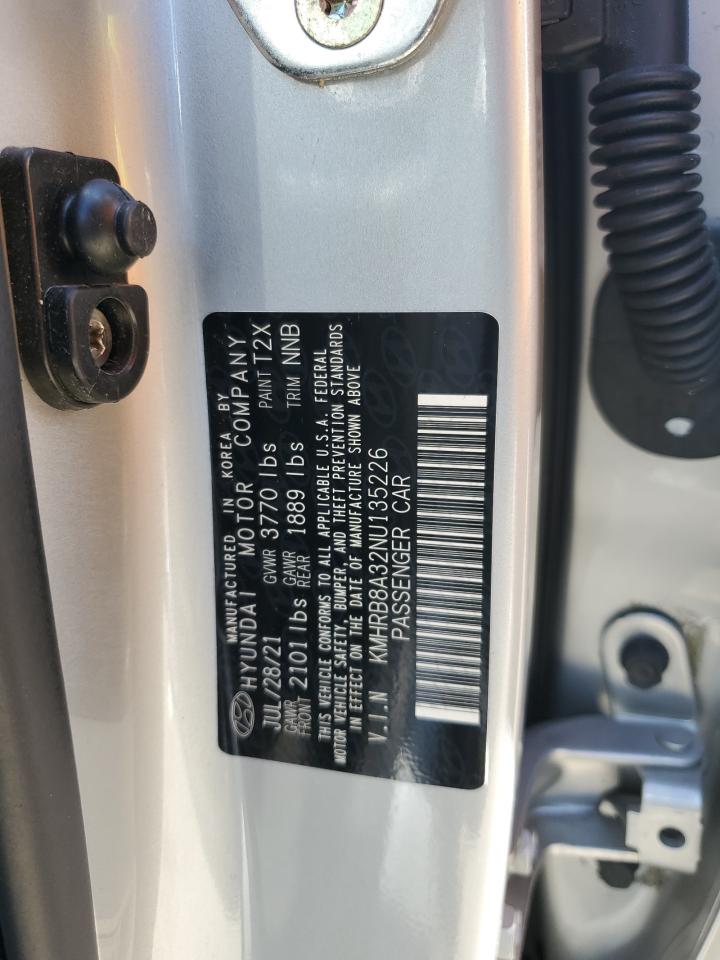 MANUFACTURED IN KOREA BY
HYUNDAI MOTOR COMPANY
JUL/28/21 GVWR 3770 lbs PAINT T2X
GAWR FRONT 2101 lbs GAWR REAR 1889 lbs TRIM NNB
THIS VEHICLE CONFORMS TO ALL APPLICABLE U.S.A. FEDERAL
MOTOR VEHICLE SAFETY, BUMPER, AND THEFT PREVENTION STANDARDS
IN EFFECT ON THE DATE OF MANUFACTURE SHOWN ABOVE
V.I.N KMHRB8A32NU135226
PASSENGER CAR